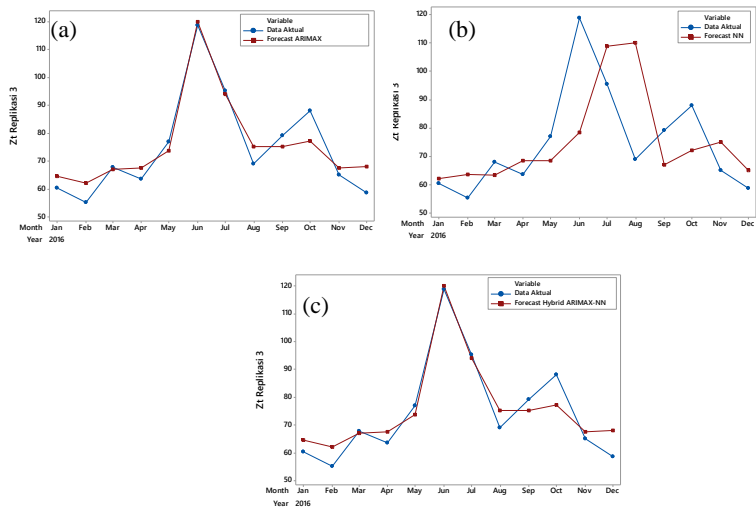 (a)
Variable
Data Aktual
Forecast ARIMAX
Zt Replikasi 3
120
110
100
90
80
70
60
50
Month Jan Feb Mar Apr May Jun Jul Aug Sep Oct Nov Dec
Year 2016
(b)
Variable
Data Aktual
Forecast NN
Zt Replikasi 3
120
110
100
90
80
70
60
50
Month Jan Feb Mar Apr May Jun Jul Aug Sep Oct Nov Dec
Year 2016
(c)
Variable
Data Aktual
Forecast Hybrid ARIMAX-NN
Zt Replikasi 3
120
110
100
90
80
70
60
50
Month Jan Feb Mar Apr May Jun Jul Aug Sep Oct Nov Dec
Year 2016